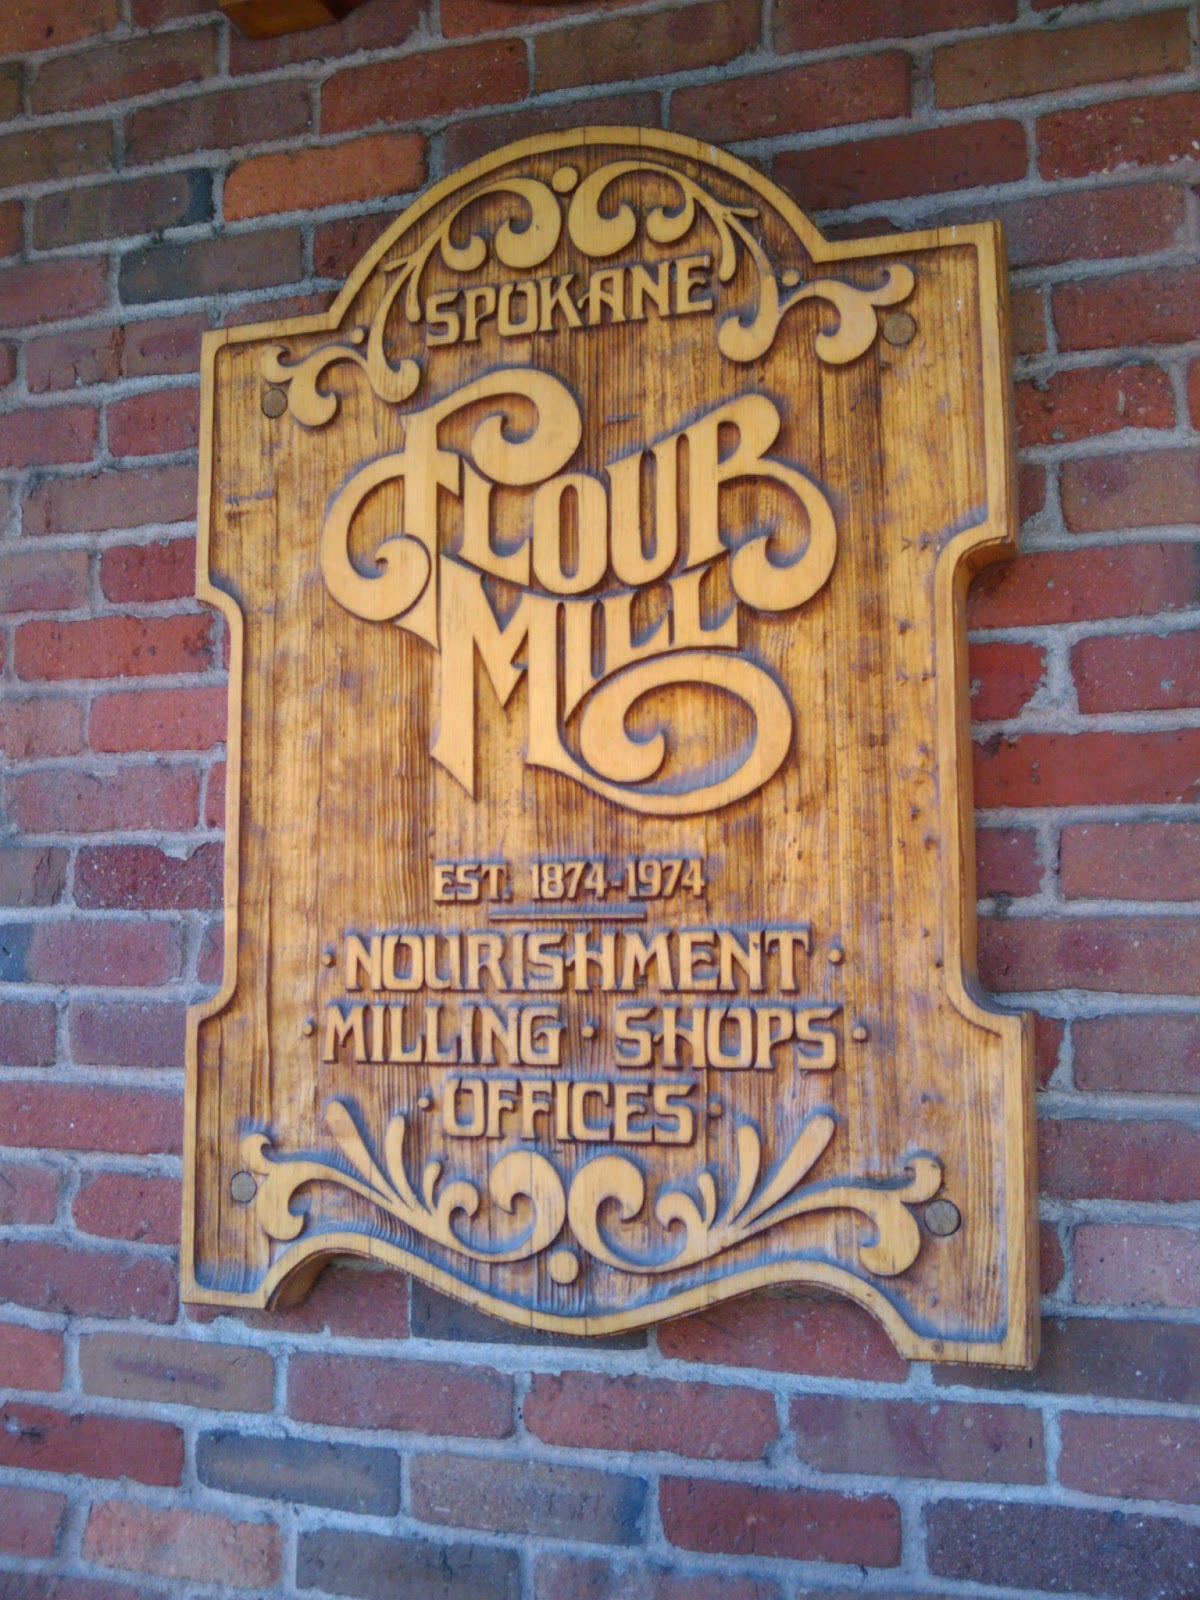 SPOKANE
FLOUR
MILL
EST. 1874-1974
· NOURISHMENT ·
· MILLING · SHOPS ·
· OFFICES ·